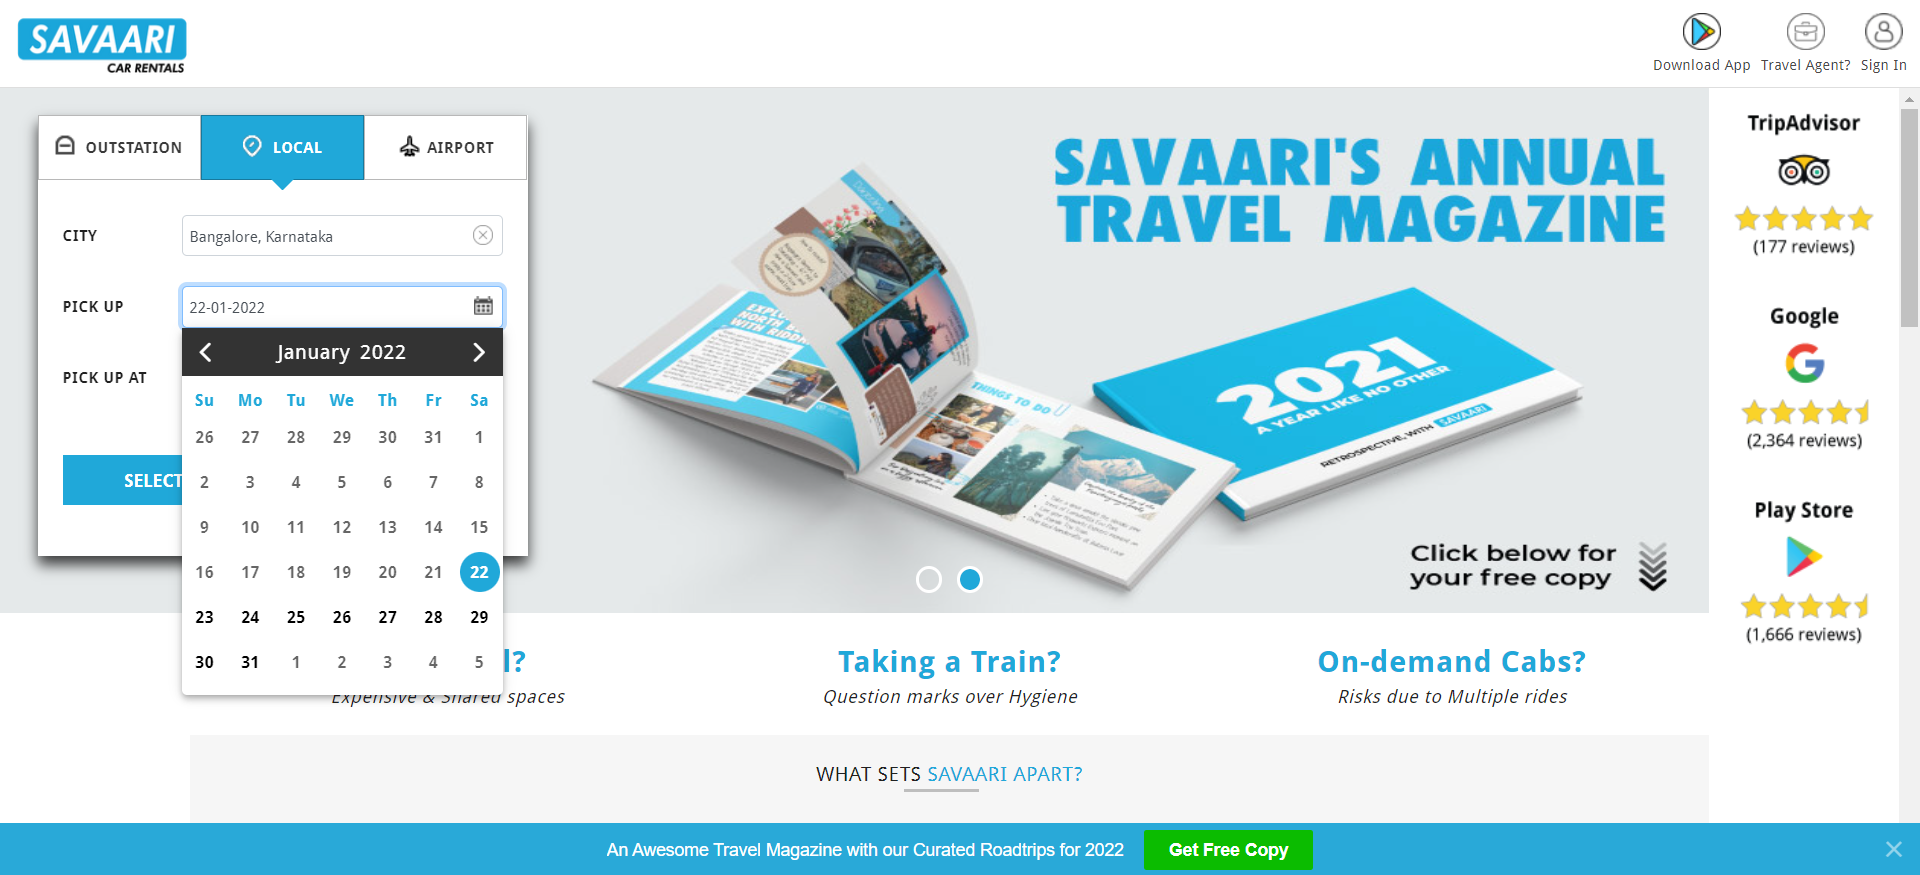 SAVAARI
CAR RENTALS
Download App
Travel Agent?
Sign In
OUTSTATION
LOCAL
AIRPORT
CITY
Bangalore, Karnataka
PICK UP
22-01-2022
PICK UP AT
January 2022
Su Mo Tu We Th Fr Sa
26 27 28 29 30 31 1
2 3 4 5 6 7 8
9 10 11 12 13 14 15
16 17 18 19 20 21 22
23 24 25 26 27 28 29
30 31 1 2 3 4 5
SELECT
SAVAARI'S ANNUAL
TRAVEL MAGAZINE
THINGS TO DO
2021
A YEAR LIKE NO OTHER
RETROSPECTIVE, WITH SAVAARI
Click below for
your free copy
TripAdvisor
(177 reviews)
Google
(2,364 reviews)
Play Store
(1,666 reviews)
l?
Expensive & Shared spaces
Taking a Train?
Question marks over Hygiene
On-demand Cabs?
Risks due to Multiple rides
WHAT SETS SAVAARI APART?
An Awesome Travel Magazine with our Curated Roadtrips for 2022
Get Free Copy